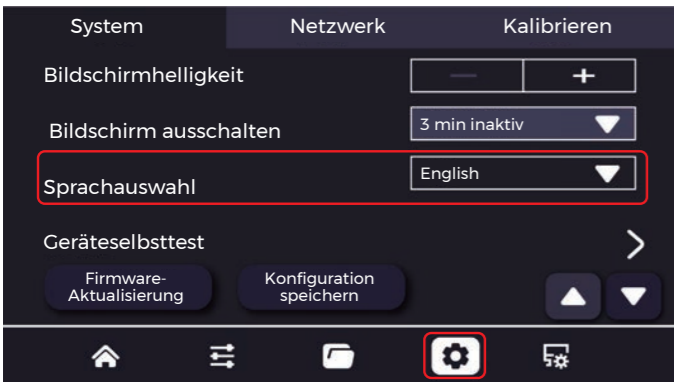 System Netzwerk Kalibrieren
Bildschirmhelligkeit
Bildschirm ausschalten 3 min inaktiv
Sprachauswahl English
Geräteselbsttest
Firmware-
Aktualisierung
Konfiguration
speichern